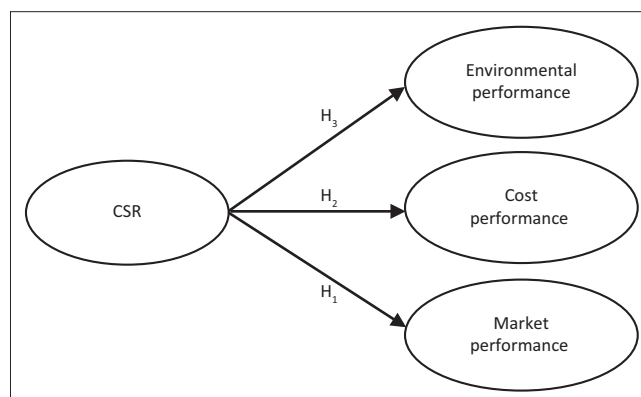 Environmental
performance
H₃
CSR
H₂
Cost
performance
H₁
Market
performance